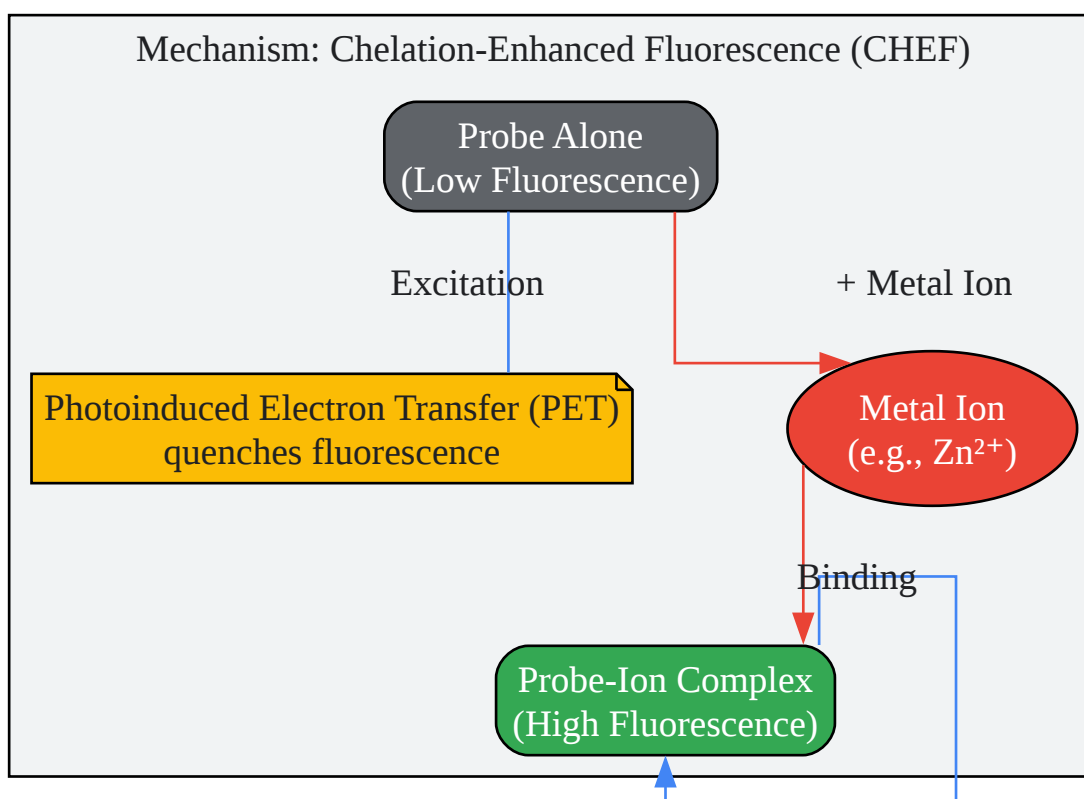 Mechanism: Chelation-Enhanced Fluorescence (CHEF)
Probe Alone
(Low Fluorescence)
Excitation
+ Metal Ion
Photoinduced Electron Transfer (PET)
quenches fluorescence
Metal Ion
(e.g., Zn²⁺)
Binding
Probe-Ion Complex
(High Fluorescence)